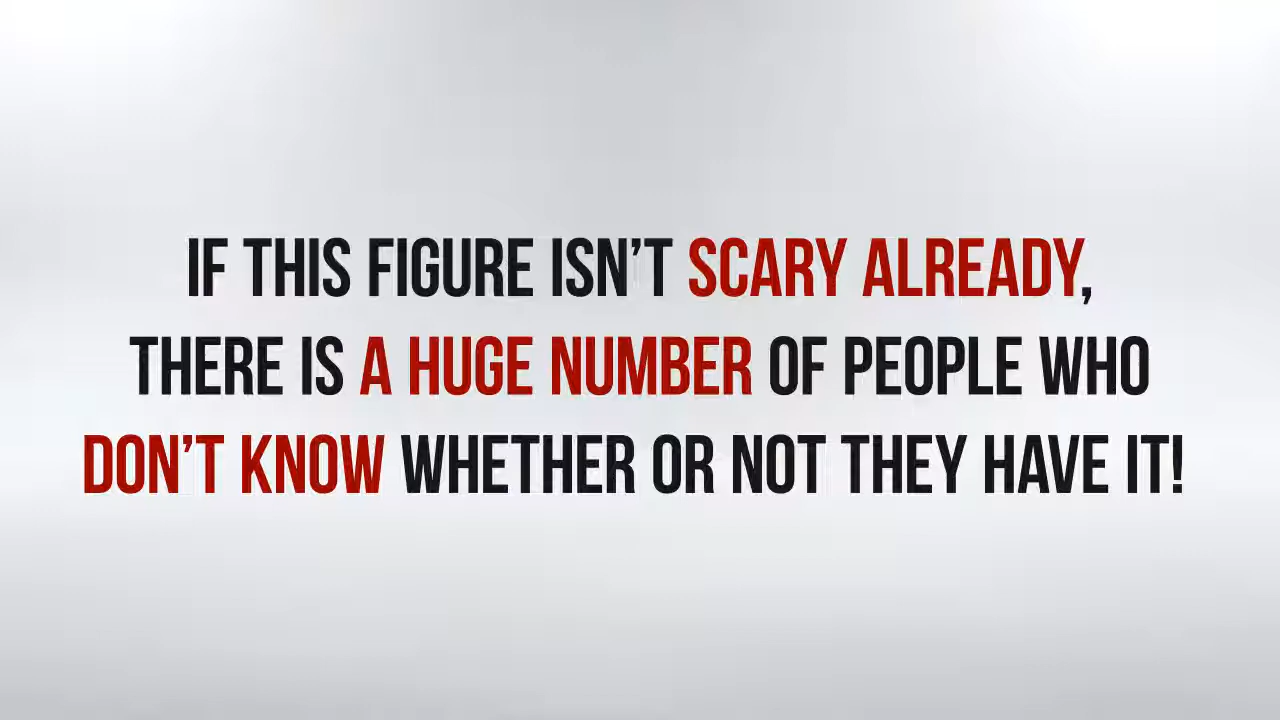 IF THIS FIGURE ISN'T SCARY ALREADY,
THERE IS A HUGE NUMBER OF PEOPLE WHO
DON'T KNOW WHETHER OR NOT THEY HAVE IT!